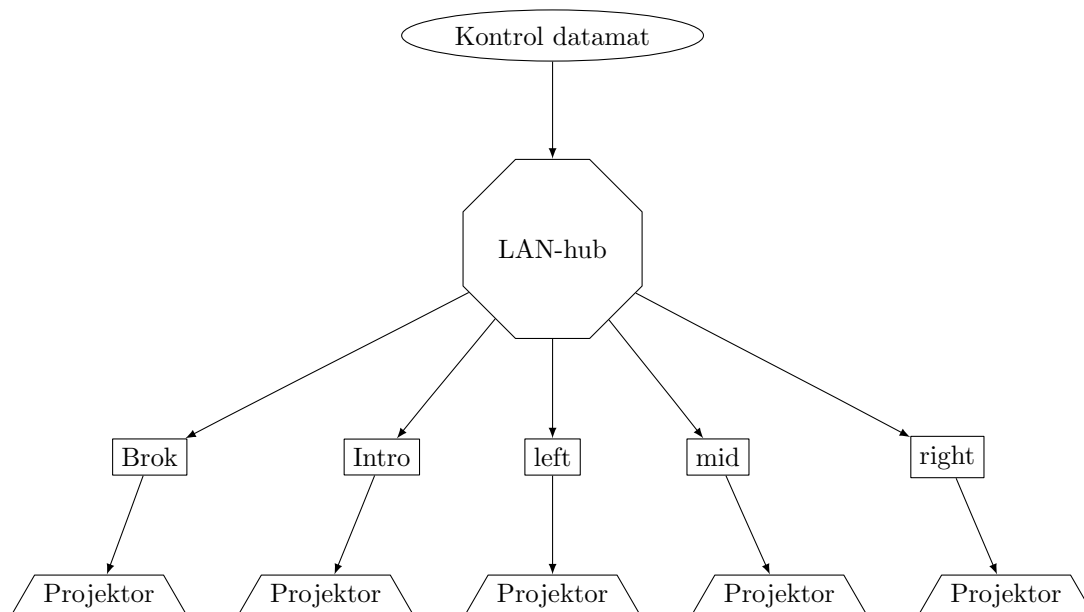 Kontrol datamat
LAN-hub
Brok Intro left mid right
Projektor Projektor Projektor Projektor Projektor